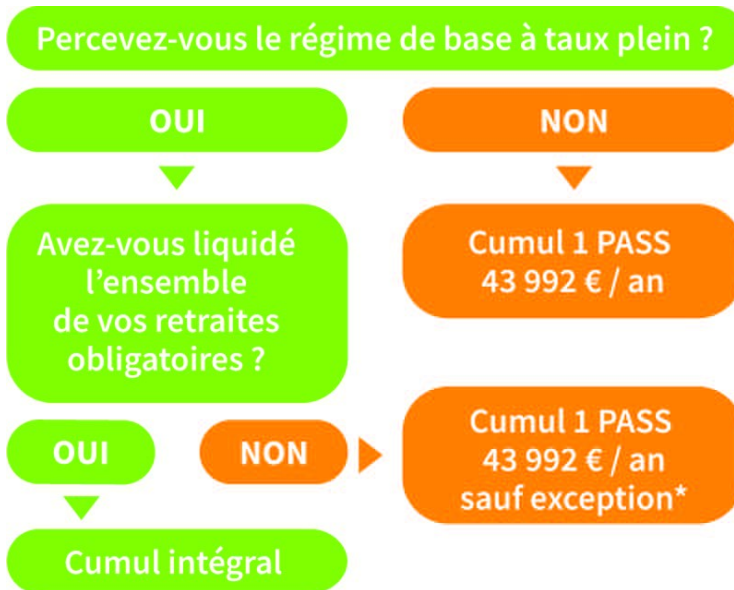 Percevez-vous le régime de base à taux plein ?
OUI
NON
Avez-vous liquidé
l'ensemble
de vos retraites
obligatoires ?
Cumul 1 PASS
43 992 € / an
OUI
NON
Cumul 1 PASS
43 992 € / an
sauf exception*
Cumul intégral